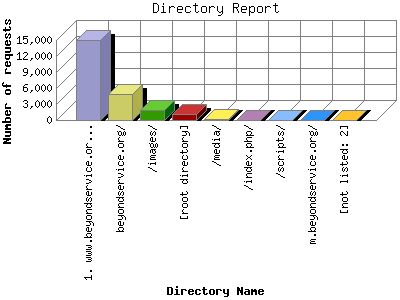 Directory Report
Number of requests
15,000
12,000
9,000
6,000
3,000
0
1. www.beyondservice.or...
beyondservice.org/
/images/
[root directory]
/media/
/index.php/
/scripts/
m.beyondservice.org/
[not listed: 2]
Directory Name